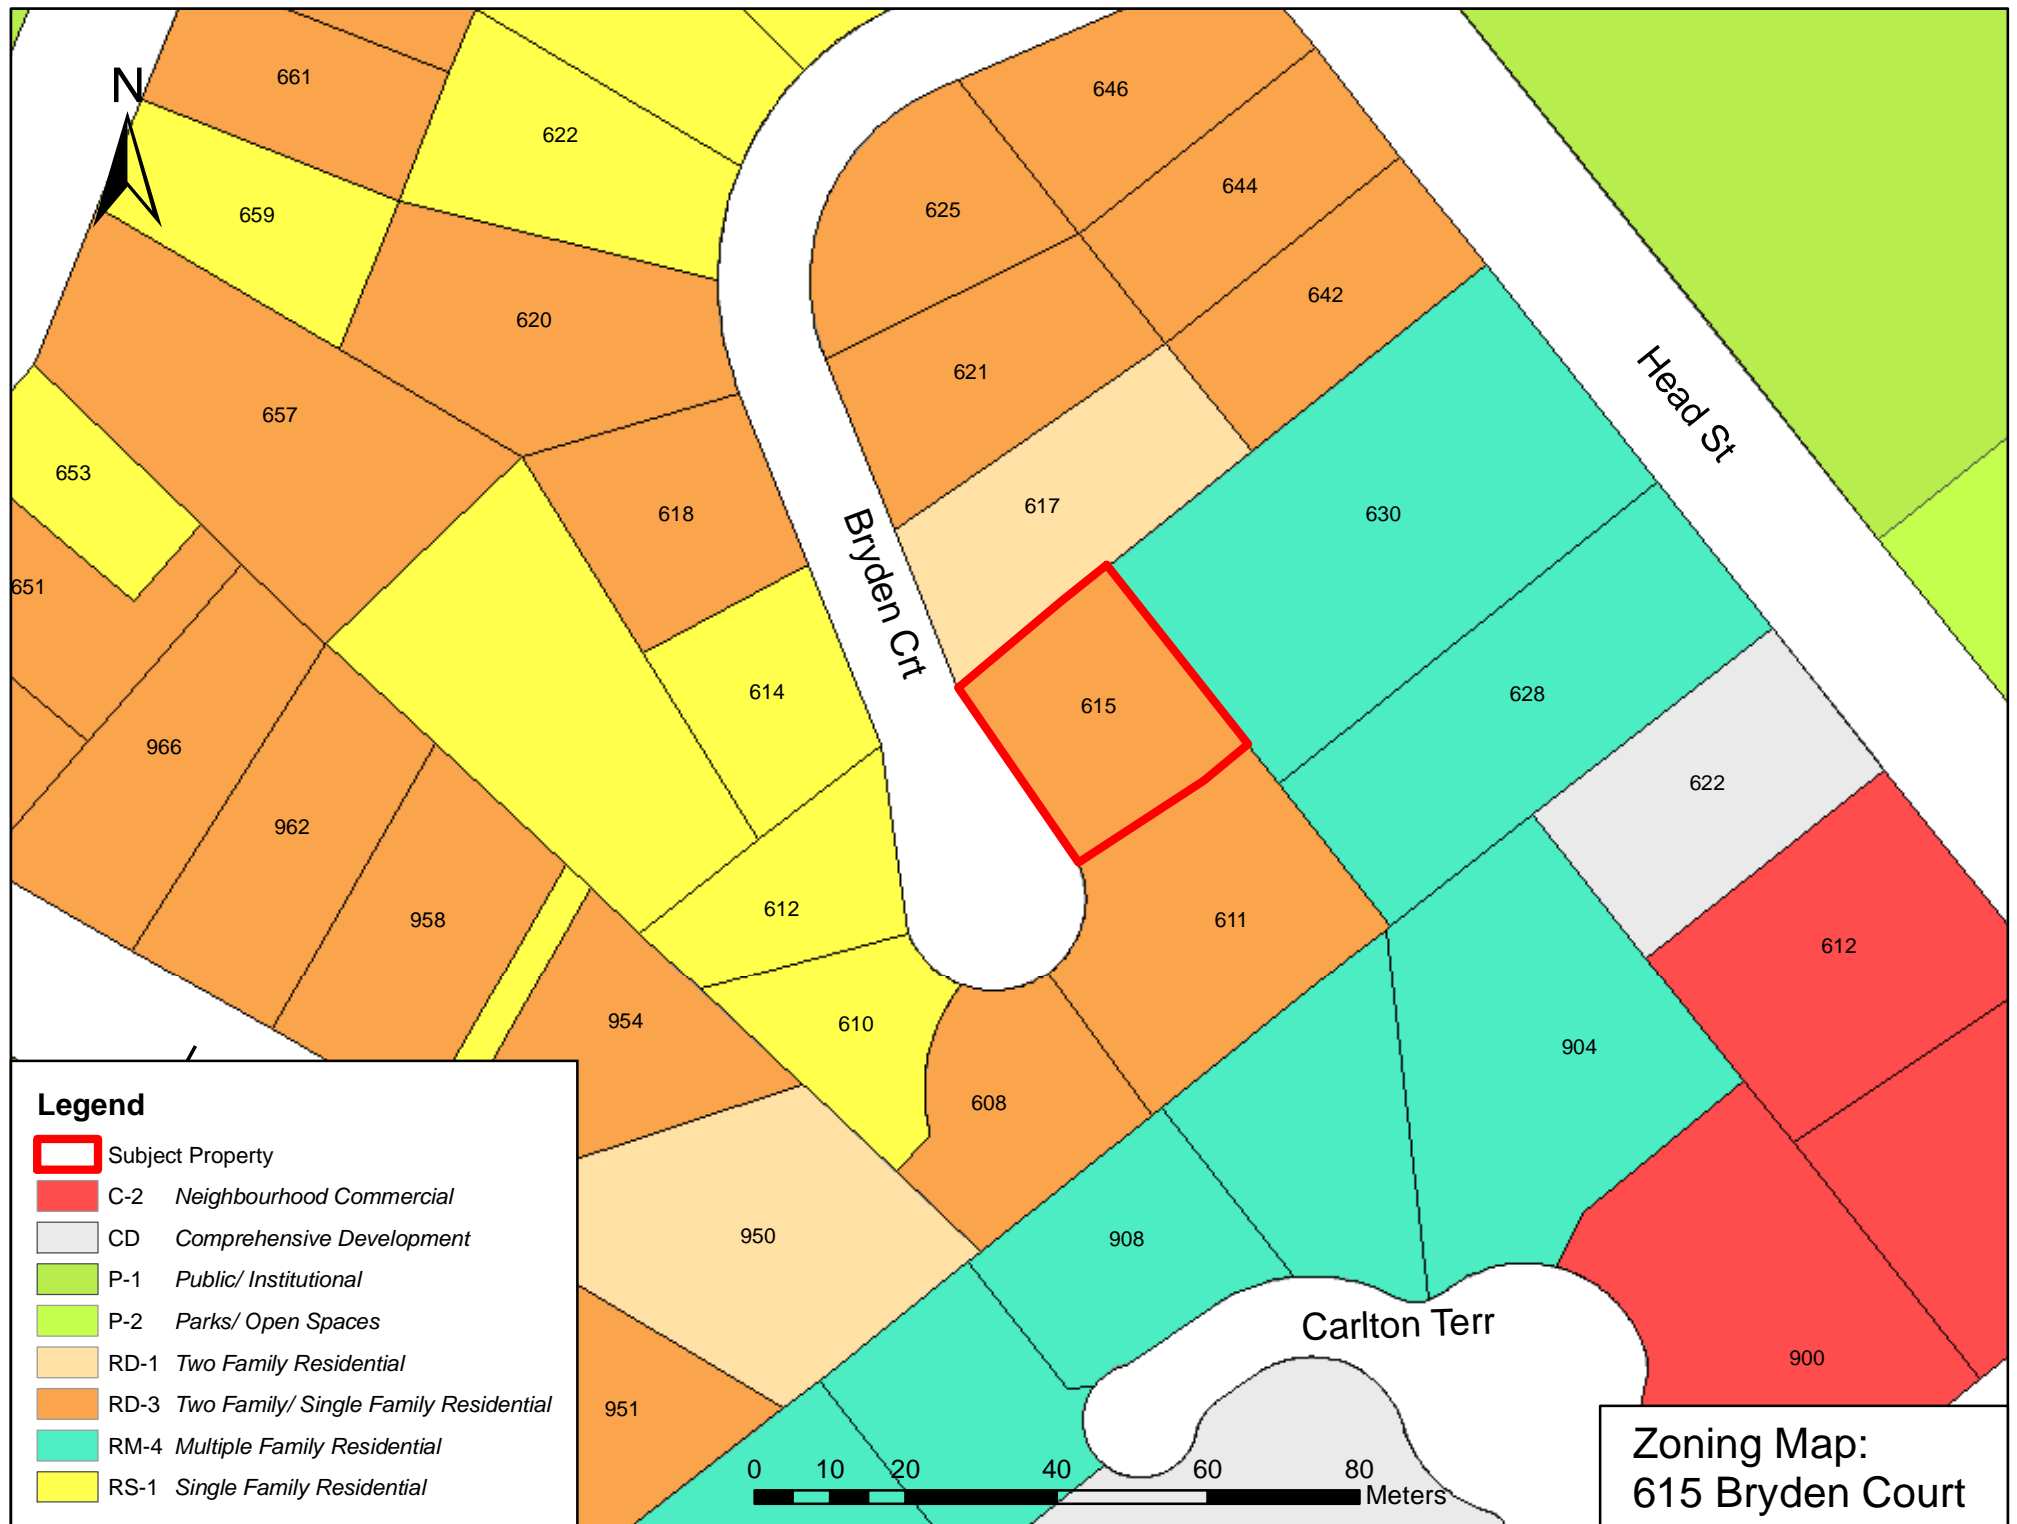 N
661
646
622
644
659
625
642
620
621
657
653
618
617
630
Head St
Bryden Crt
651
614
615
628
966
622
962
612
958
611
612
954
610
904
608
950
908
Carlton Terr
900
951
Legend
Subject Property
C-2 Neighbourhood Commercial
CD Comprehensive Development
P-1 Public/ Institutional
P-2 Parks/ Open Spaces
RD-1 Two Family Residential
RD-3 Two Family/ Single Family Residential
RM-4 Multiple Family Residential
RS-1 Single Family Residential
0 10 20 40 60 80
Meters
Zoning Map:
615 Bryden Court